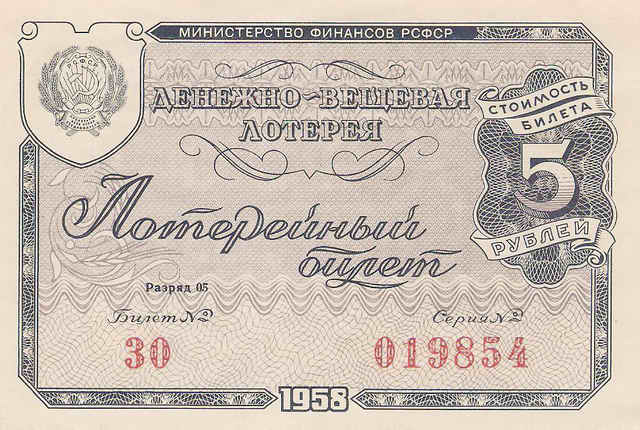 МИНИСТЕРСТВО ФИНАНСОВ РСФСР
РСФСР
ДЕНЕЖНО-ВЕЩЕВАЯ
ЛОТЕРЕЯ
СТОИМОСТЬ
БИЛЕТА
5
РУБЛЕЙ
Лотерейный
билет
Разряд 05
Билет №
Серия №
30
019854
1958